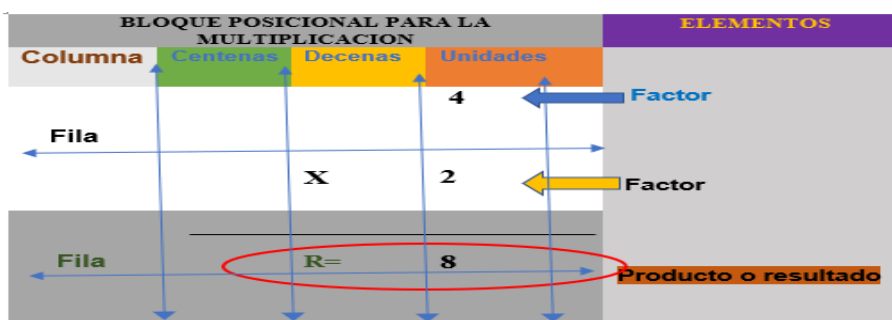 BLOQUE POSICIONAL PARA LA
MULTIPLICACION
ELEMENTOS
Columna Centenas Decenas Unidades
4 Factor
Fila
X 2 Factor
Fila R= 8 Producto o resultado